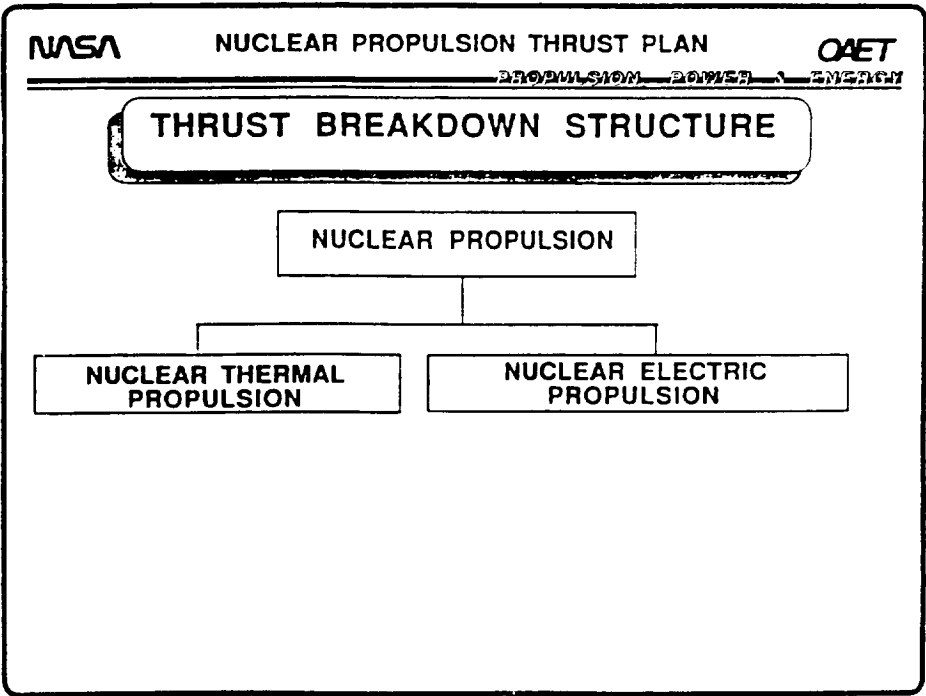 NASA NUCLEAR PROPULSION THRUST PLAN OAET
PROPULSION, POWER & ENERGY
THRUST BREAKDOWN STRUCTURE
NUCLEAR PROPULSION
NUCLEAR THERMAL
PROPULSION
NUCLEAR ELECTRIC
PROPULSION